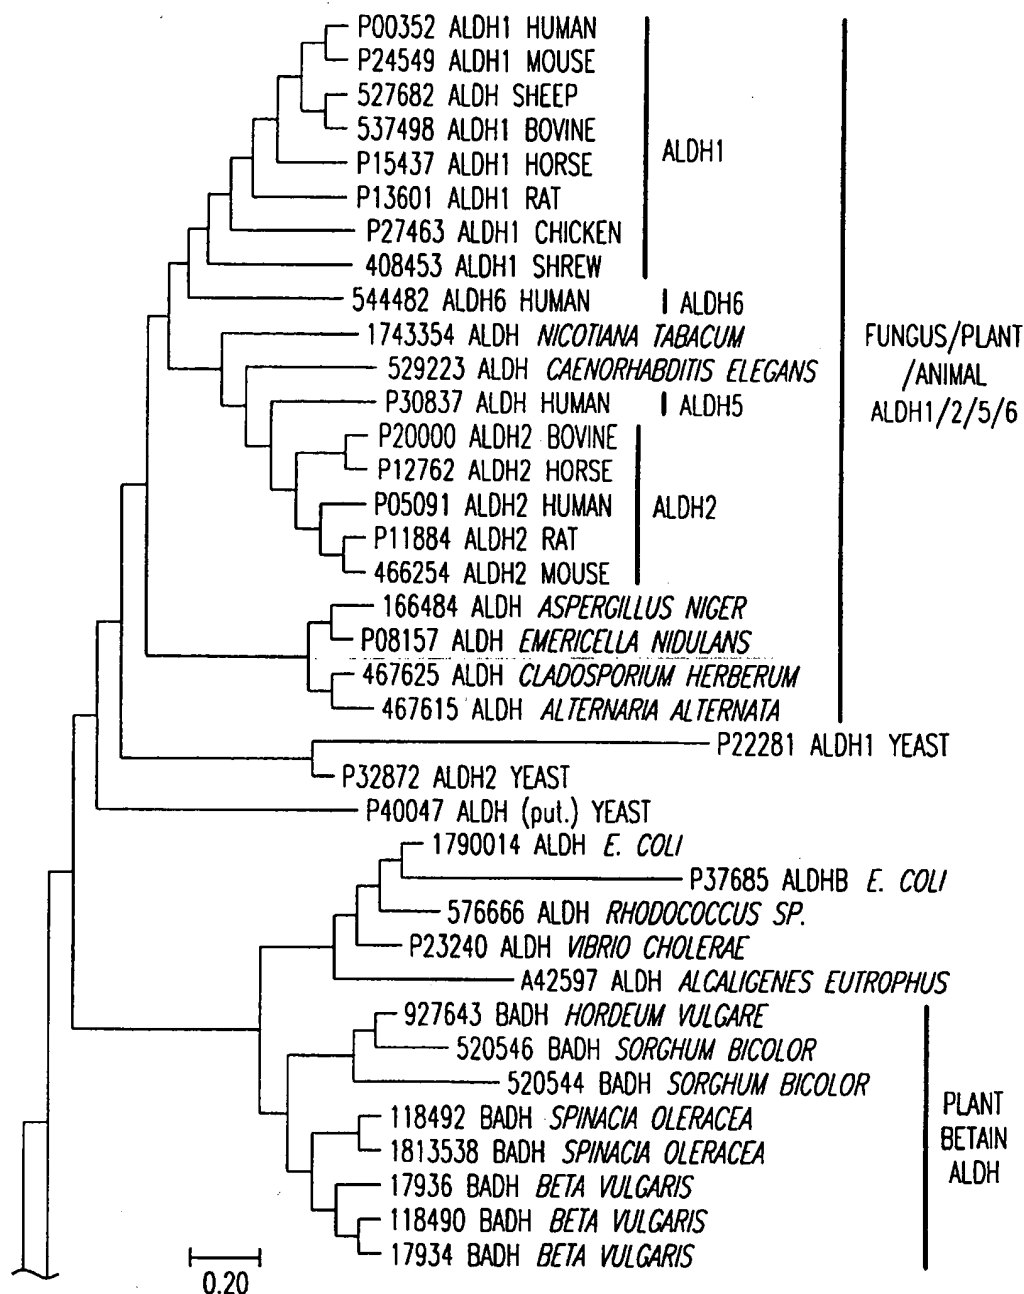 P00352 ALDH1 HUMAN
P24549 ALDH1 MOUSE
527682 ALDH SHEEP
537498 ALDH1 BOVINE
P15437 ALDH1 HORSE
P13601 ALDH1 RAT
P27463 ALDH1 CHICKEN
408453 ALDH1 SHREW
ALDH1
544482 ALDH6 HUMAN
ALDH6
1743354 ALDH NICOTIANA TABACUM
529223 ALDH CAENORHABDITIS ELEGANS
P30837 ALDH HUMAN
ALDH5
P20000 ALDH2 BOVINE
P12762 ALDH2 HORSE
P05091 ALDH2 HUMAN
P11884 ALDH2 RAT
466254 ALDH2 MOUSE
ALDH2
166484 ALDH ASPERGILLUS NIGER
P08157 ALDH EMERICELLA NIDULANS
467625 ALDH CLADOSPORIUM HERBERUM
467615 ALDH ALTERNARIA ALTERNATA
FUNGUS/PLANT
/ANIMAL
ALDH1/2/5/6
P22281 ALDH1 YEAST
P32872 ALDH2 YEAST
P40047 ALDH (put.) YEAST
1790014 ALDH E. COLI
P37685 ALDHB E. COLI
576666 ALDH RHODOCOCCUS SP.
P23240 ALDH VIBRIO CHOLERAE
A42597 ALDH ALCALIGENES EUTROPHUS
927643 BADH HORDEUM VULGARE
520546 BADH SORGHUM BICOLOR
520544 BADH SORGHUM BICOLOR
118492 BADH SPINACIA OLERACEA
1813538 BADH SPINACIA OLERACEA
17936 BADH BETA VULGARIS
118490 BADH BETA VULGARIS
17934 BADH BETA VULGARIS
PLANT
BETAIN
ALDH
0.20